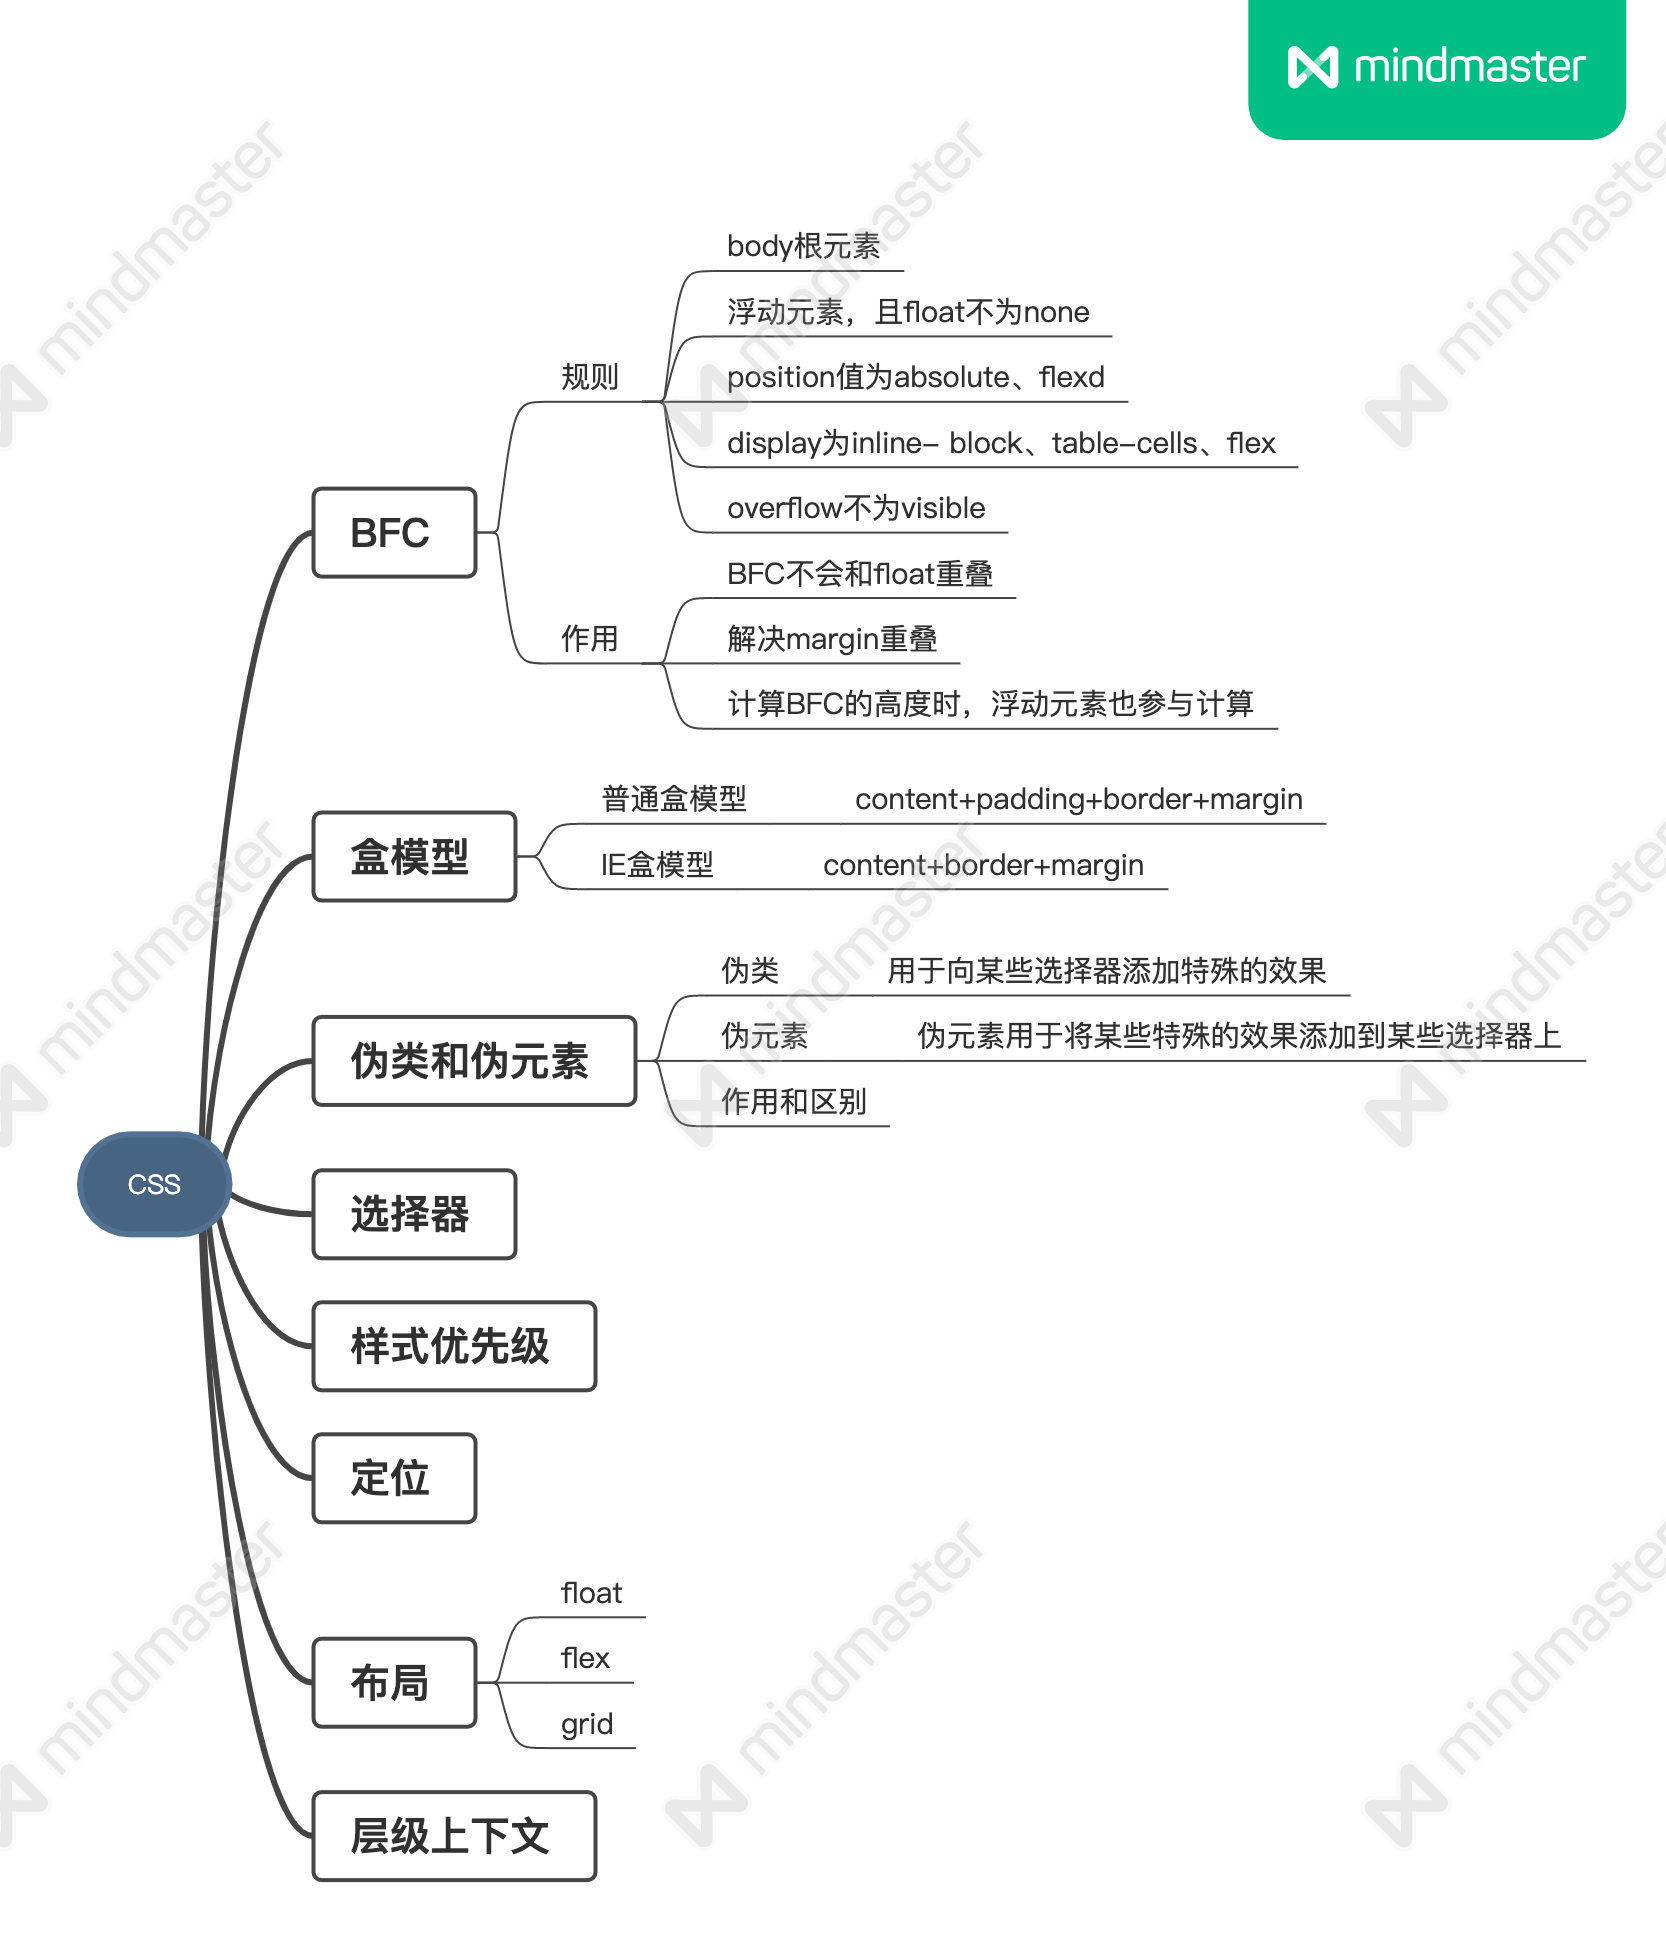 mindmaster
body根元素
浮动元素，且float不为none
规则
position值为absolute、flexd
display为inline- block、table-cells、flex
overflow不为visible
BFC
BFC不会和float重叠
作用
解决margin重叠
计算BFC的高度时，浮动元素也参与计算
普通盒模型 content+padding+border+margin
盒模型
IE盒模型 content+border+margin
伪类 用于向某些选择器添加特殊的效果
伪类和伪元素
伪元素 伪元素用于将某些特殊的效果添加到某些选择器上
作用和区别
CSS
选择器
样式优先级
定位
float
布局
flex
grid
层级上下文
mindmaster
mindmaster
mindmaster
mindmaster
mindmaster
mindmaster
mindmaster
mindmaster
mindmaster